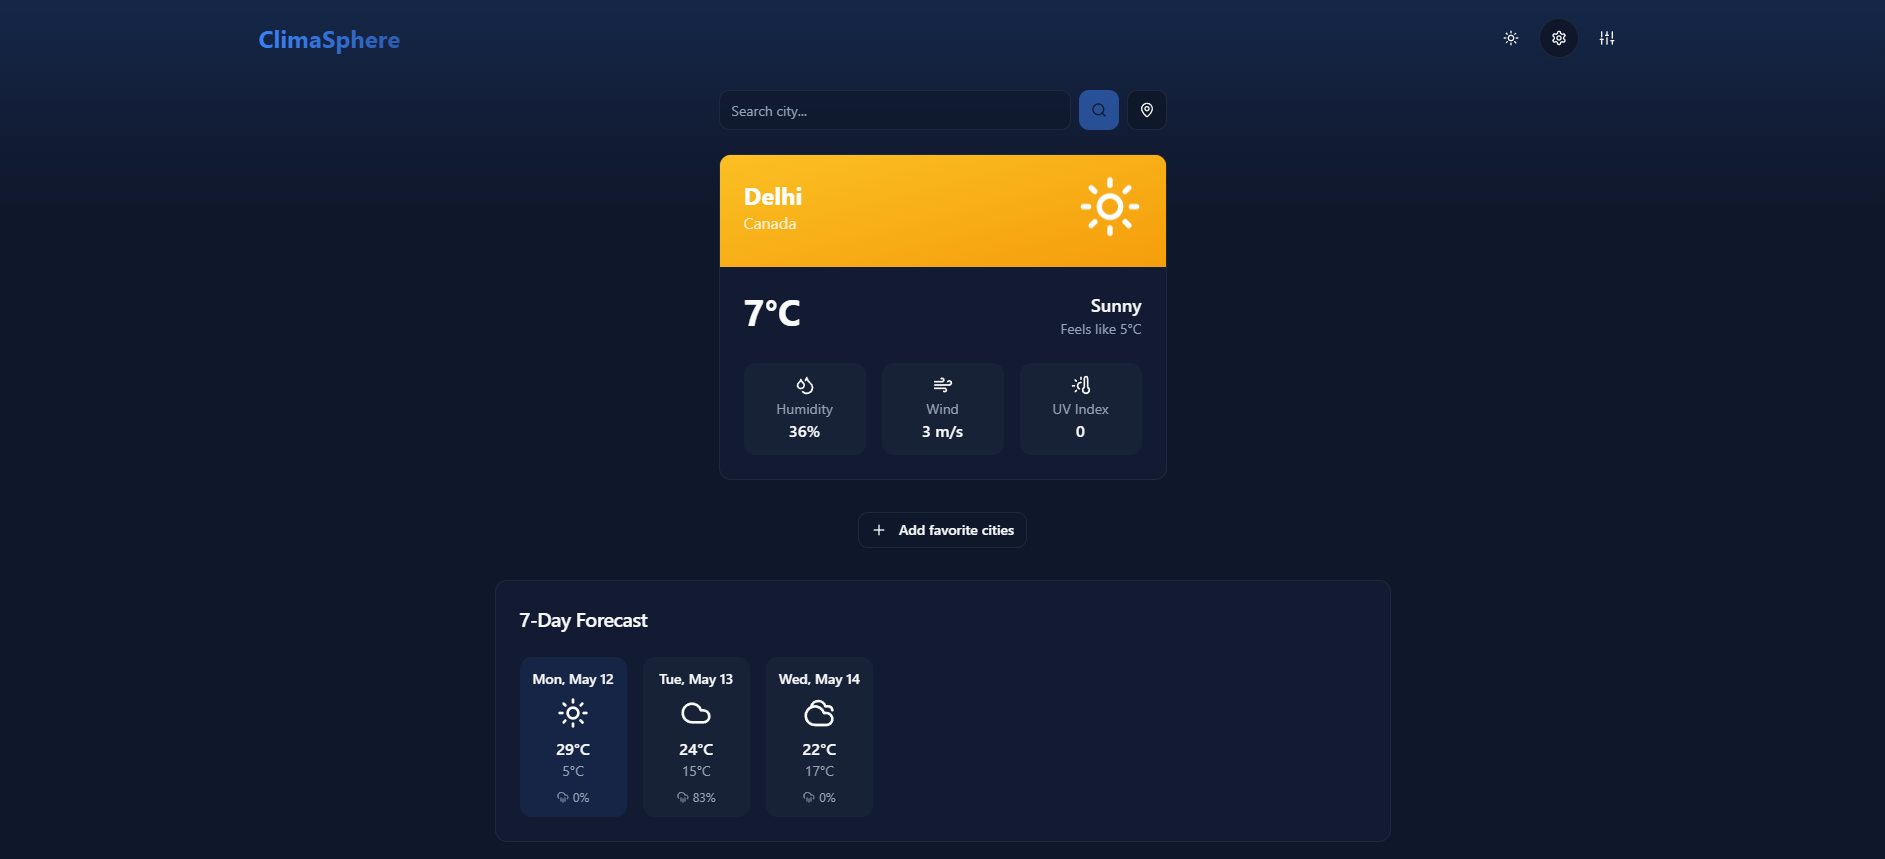 ClimaSphere
Search city...
Delhi
Canada
7°C
Sunny
Feels like 5°C
Humidity
36%
Wind
3 m/s
UV Index
0
Add favorite cities
7-Day Forecast
Mon, May 12
29°C
5°C
0%
Tue, May 13
24°C
15°C
83%
Wed, May 14
22°C
17°C
0%